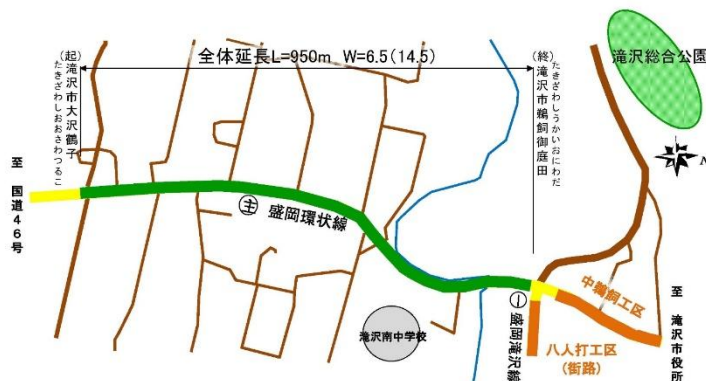 全体延長L=950m W=6.5(14.5)
(起)滝沢市大沢鶴子
たきざわしおおさわつるこ
(終)滝沢市鵜飼御庭田
たきざわしうかいおにわだ
滝沢総合公園
N
至 国道46号
主 盛岡環状線
滝沢南中学校
一 盛岡滝沢線
中鵜飼工区
八人打工区
(街路)
至 滝沢市役所